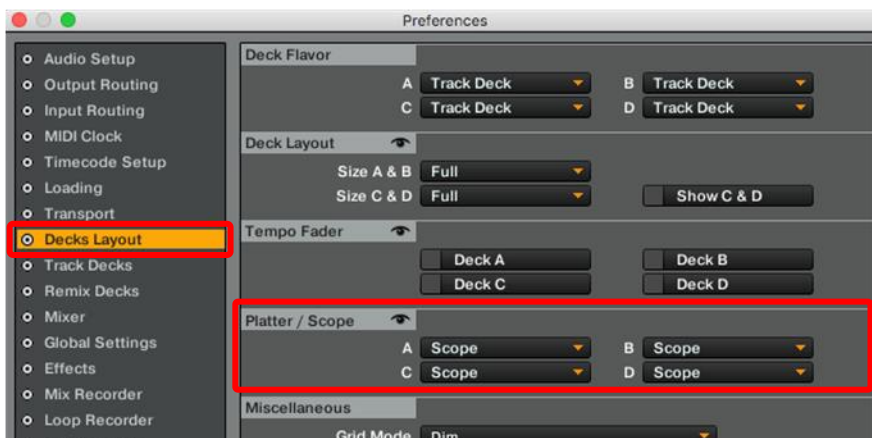 Preferences
Audio Setup
Output Routing
Input Routing
MIDI Clock
Timecode Setup
Loading
Transport
Decks Layout
Track Decks
Remix Decks
Mixer
Global Settings
Effects
Mix Recorder
Loop Recorder
Deck Flavor
A Track Deck B Track Deck
C Track Deck D Track Deck
Deck Layout
Size A & B Full
Size C & D Full Show C & D
Tempo Fader
Deck A Deck B
Deck C Deck D
Platter / Scope
A Scope B Scope
C Scope D Scope
Miscellaneous
Grid Mode Dim